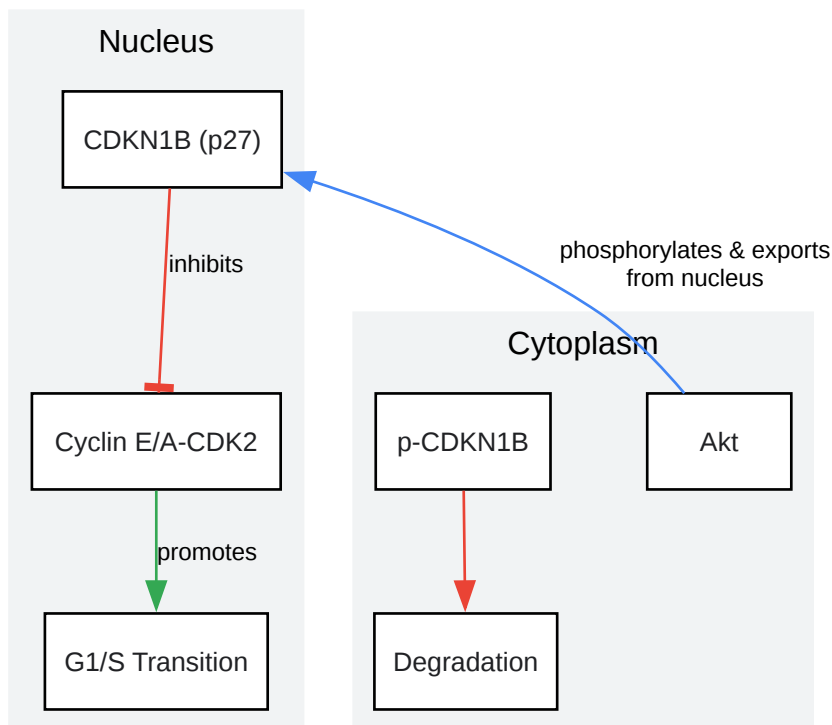 Nucleus
CDKN1B (p27)
inhibits
Cyclin E/A-CDK2
promotes
G1/S Transition
phosphorylates & exports
from nucleus
Cytoplasm
p-CDKN1B
Akt
Degradation